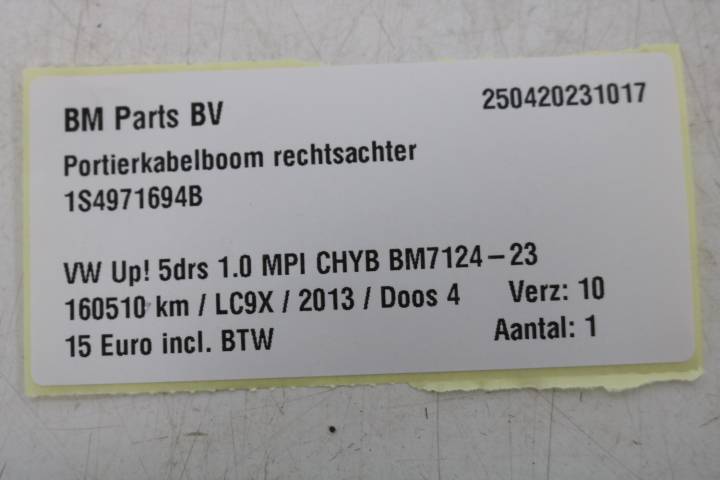 BM Parts BV 250420231017
Portierkabelboom rechtsachter
1S4971694B
VW Up! 5drs 1.0 MPI CHYB BM7124-23
160510 km / LC9X / 2013 / Doos 4 Verz: 10
15 Euro incl. BTW Aantal: 1